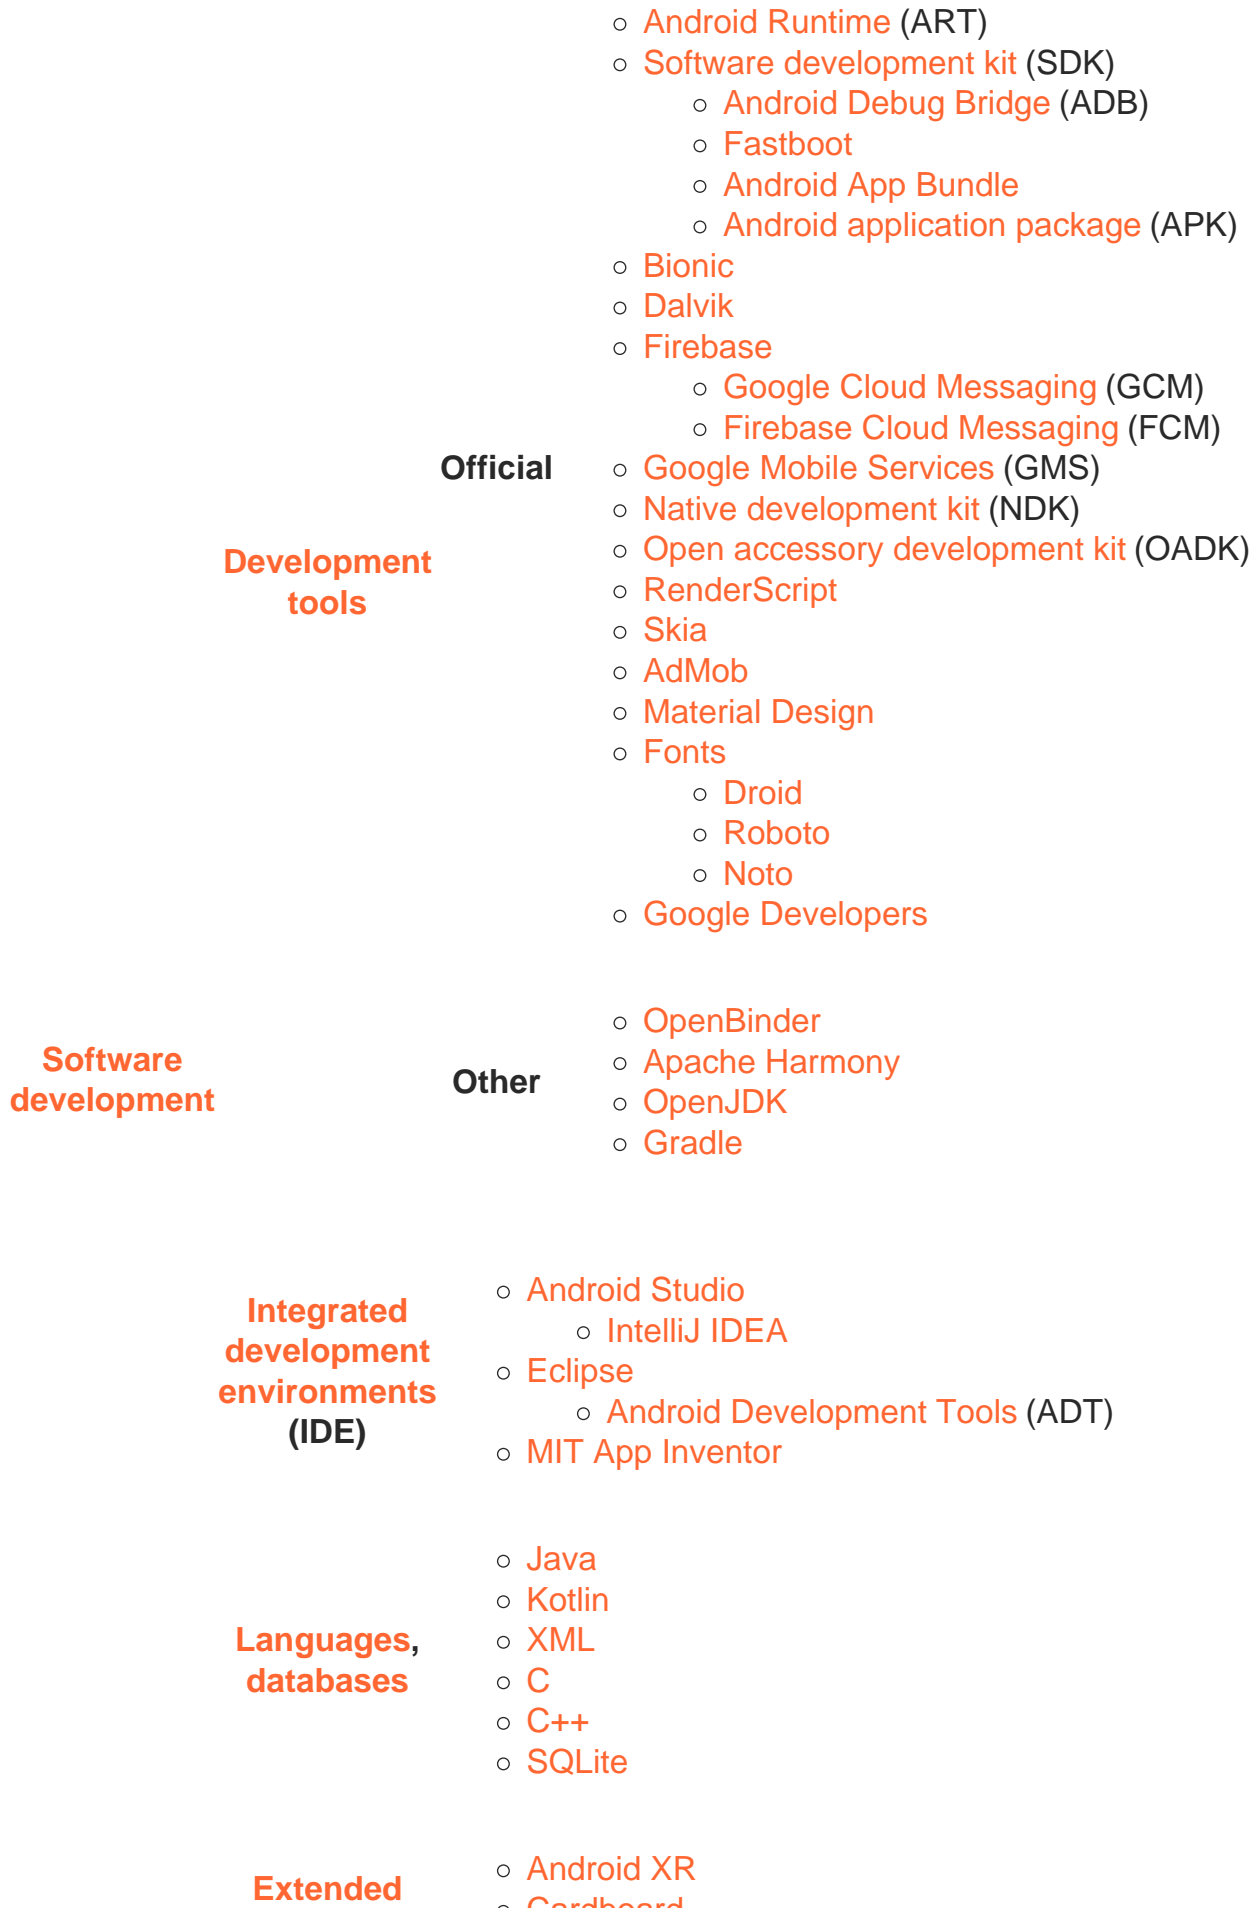 Software
development
Development
tools
Official
Android Runtime (ART)
Software development kit (SDK)
Android Debug Bridge (ADB)
Fastboot
Android App Bundle
Android application package (APK)
Bionic
Dalvik
Firebase
Google Cloud Messaging (GCM)
Firebase Cloud Messaging (FCM)
Google Mobile Services (GMS)
Native development kit (NDK)
Open accessory development kit (OADK)
RenderScript
Skia
AdMob
Material Design
Fonts
Droid
Roboto
Noto
Google Developers
Other
OpenBinder
Apache Harmony
OpenJDK
Gradle
Integrated
development
environments
(IDE)
Android Studio
IntelliJ IDEA
Eclipse
Android Development Tools (ADT)
MIT App Inventor
Languages,
databases
Java
Kotlin
XML
C
C++
SQLite
Extended
Android XR
Cardboard